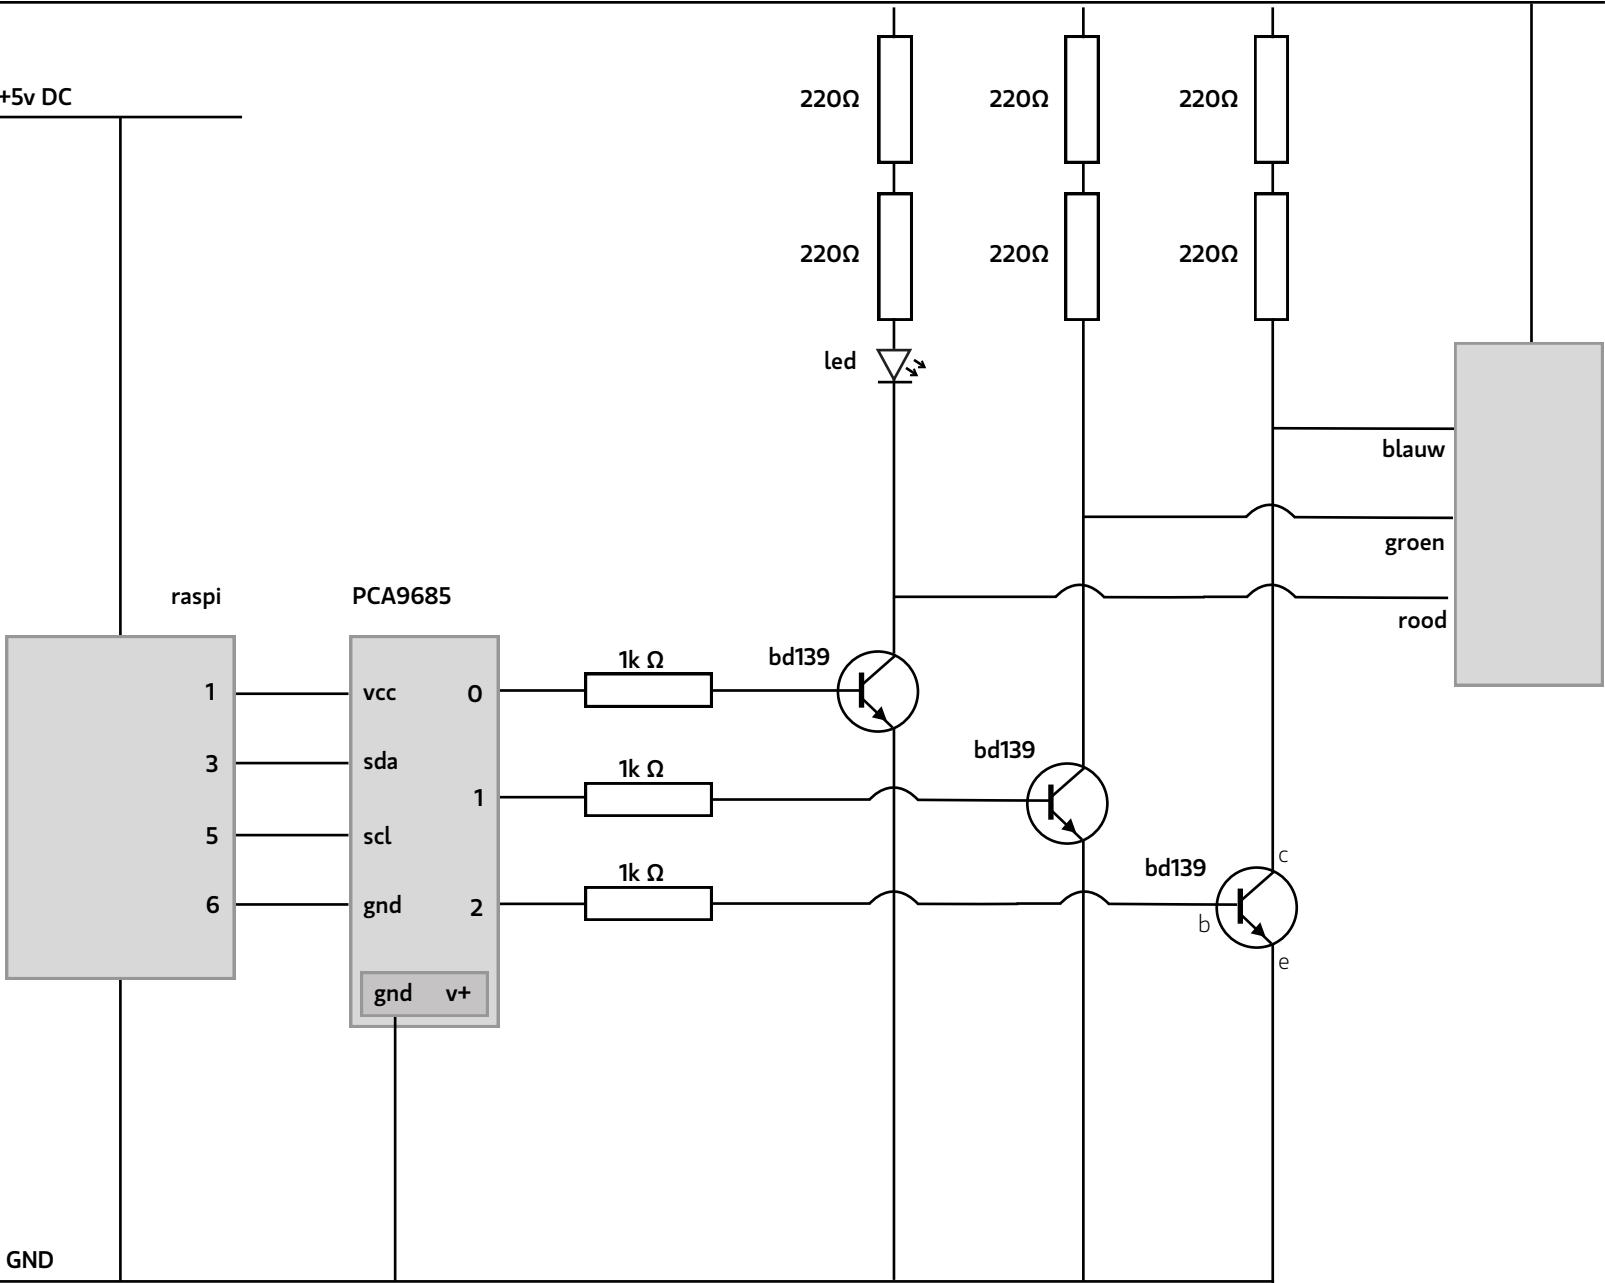 220Ω 220Ω 220Ω
+5v DC
220Ω 220Ω 220Ω
led
blauw
groen
rood
raspi PCA9685
1 vcc 0 1k Ω bd139
3 sda
1 1k Ω bd139
5 scl
6 gnd 2 1k Ω bd139
c
b
e
gnd v+
GND